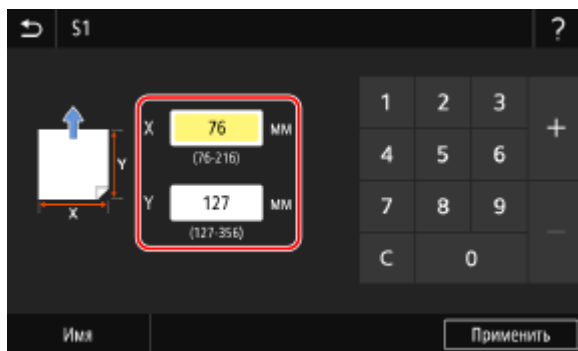 S1 ?
X 76 мм
(76-216)
Y 127 мм
(127-356)
Y
X
1 2 3 +
4 5 6
7 8 9 —
C 0
Имя Применить